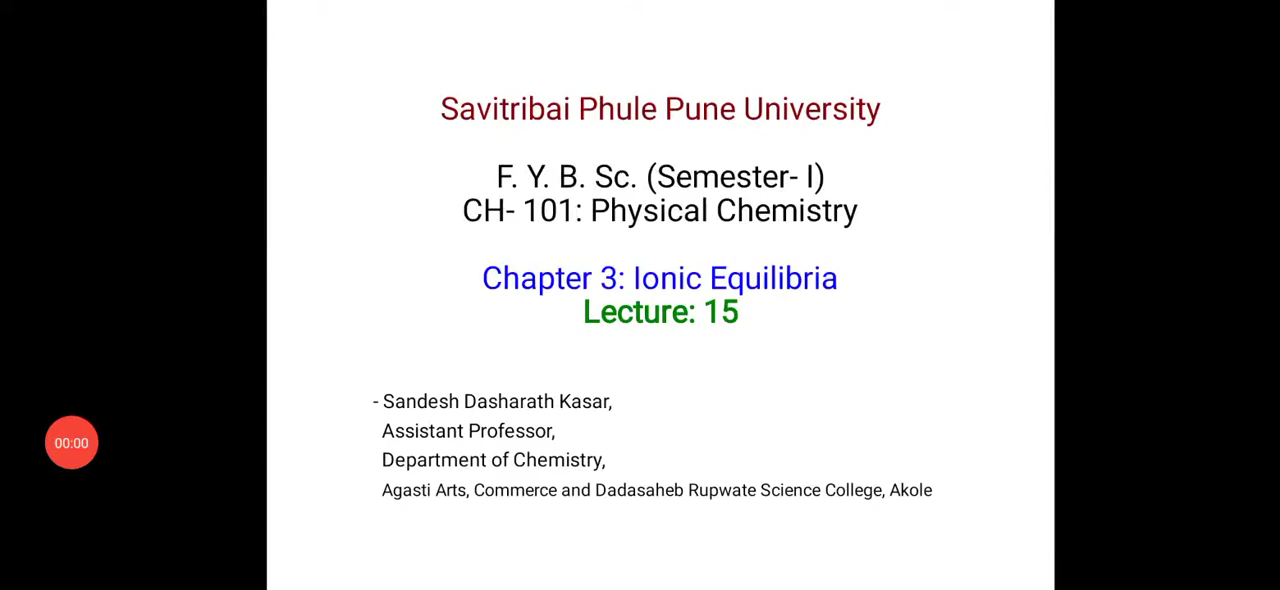 Savitribai Phule Pune University
F. Y. B. Sc. (Semester- I)
CH- 101: Physical Chemistry
Chapter 3: Ionic Equilibria
Lecture: 15
- Sandesh Dasharath Kasar,
Assistant Professor,
00:00
Department of Chemistry,
Agasti Arts, Commerce and Dadasaheb Rupwate Science College, Akole